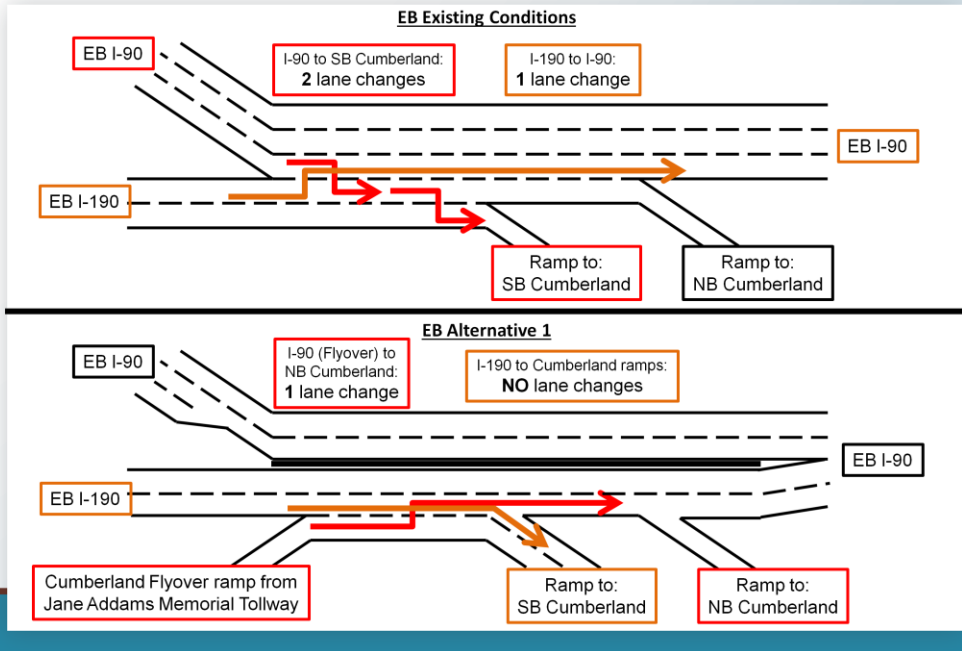 EB Existing Conditions
EB I-90
I-90 to SB Cumberland:
2 lane changes
I-190 to I-90:
1 lane change
EB I-90
EB I-190
Ramp to:
SB Cumberland
Ramp to:
NB Cumberland
EB Alternative 1
EB I-90
I-90 (Flyover) to
NB Cumberland:
1 lane change
I-190 to Cumberland ramps:
NO lane changes
EB I-90
EB I-190
Cumberland Flyover ramp from
Jane Addams Memorial Tollway
Ramp to:
SB Cumberland
Ramp to:
NB Cumberland